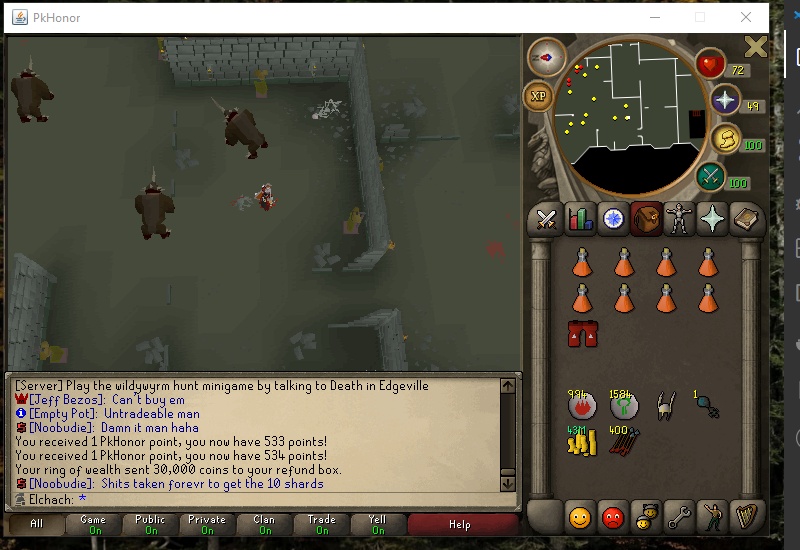 PkHonor
72
XP
49
100
100
994
1584
1
43M
400
[Server] Play the wildywyrm hunt minigame by talking to Death in Edgeville
[Jeff Bezos]: Can't buy em
[Empty Pot]: Untradeable man
[Noobudie]: Damn it man haha
You received 1 PkHonor point, you now have 533 points!
You received 1 PkHonor point, you now have 534 points!
Your ring of wealth sent 30,000 coins to your refund box.
[Noobudie]: Shits taken forevr to get the 10 shards
Elchach: *
All
Game
On
Public
On
Private
On
Clan
On
Trade
On
Yell
On
Help